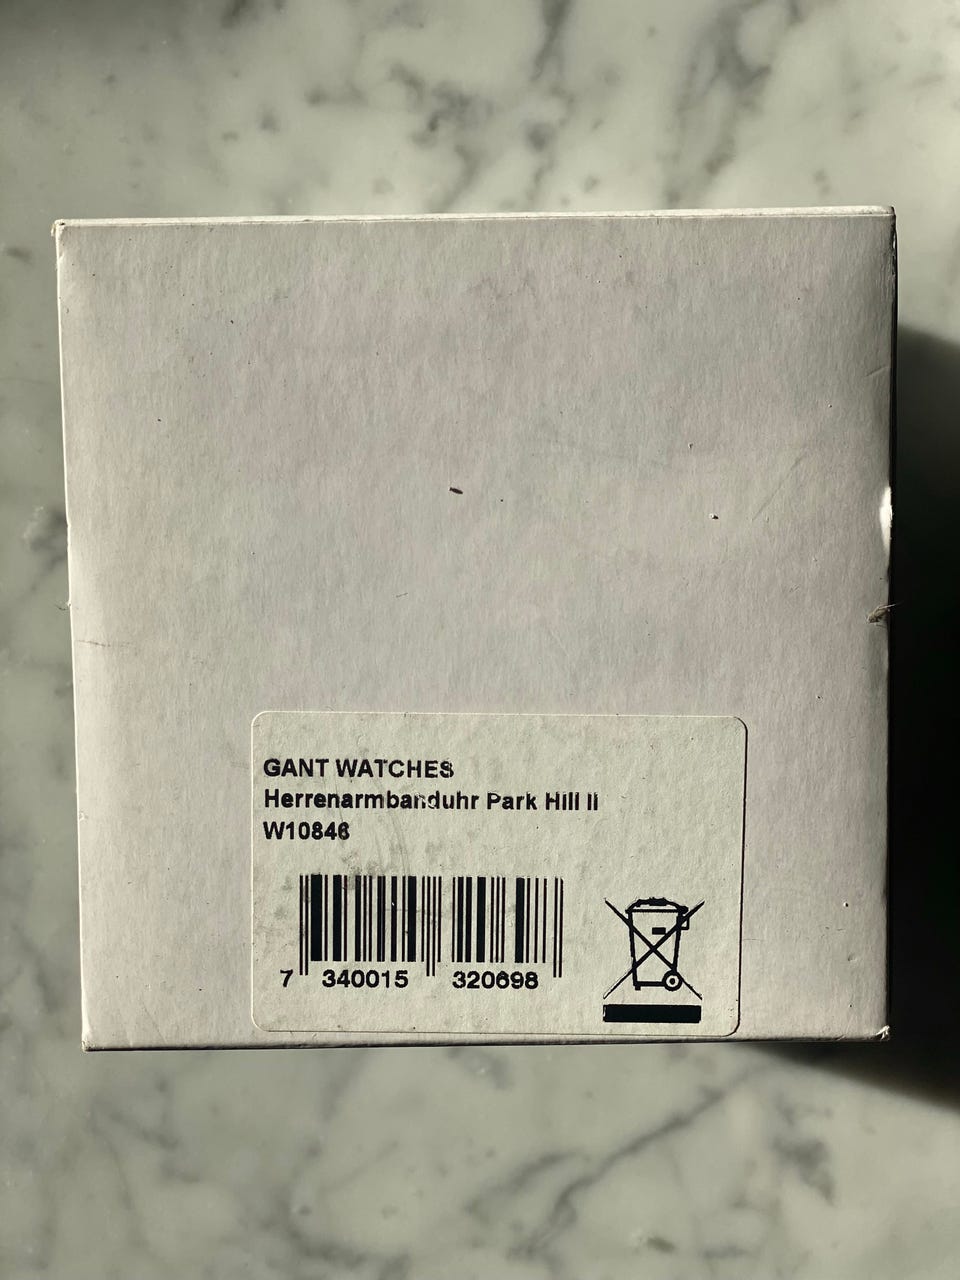 GANT WATCHES
Herrenarmbanduhr Park Hill II
W10846
7 340015 320698